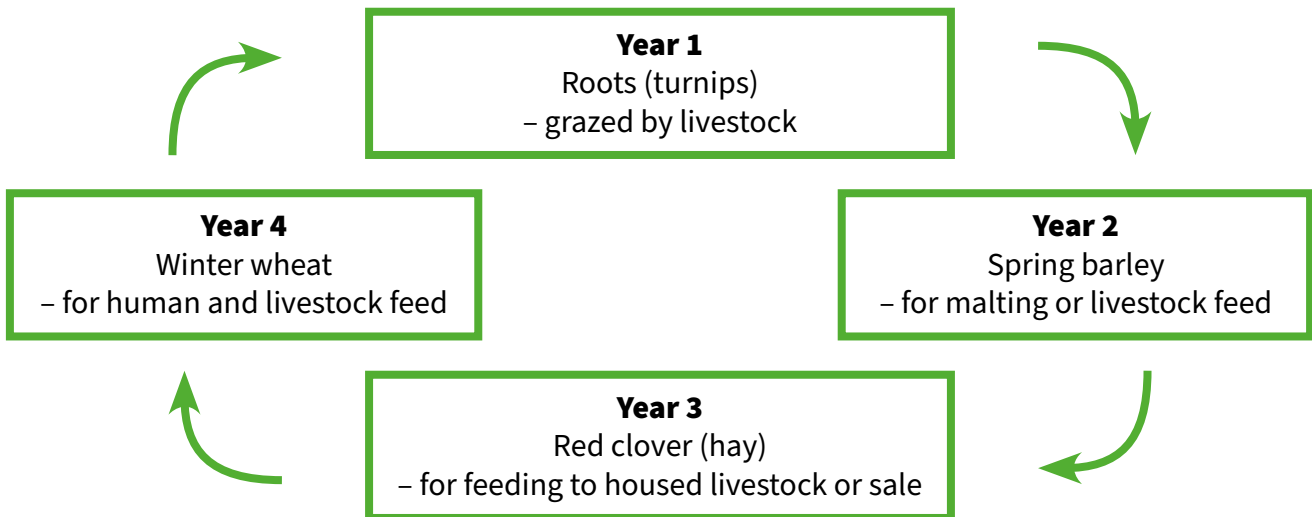 Year 1
Roots (turnips)
– grazed by livestock
Year 2
Spring barley
– for malting or livestock feed
Year 3
Red clover (hay)
– for feeding to housed livestock or sale
Year 4
Winter wheat
– for human and livestock feed